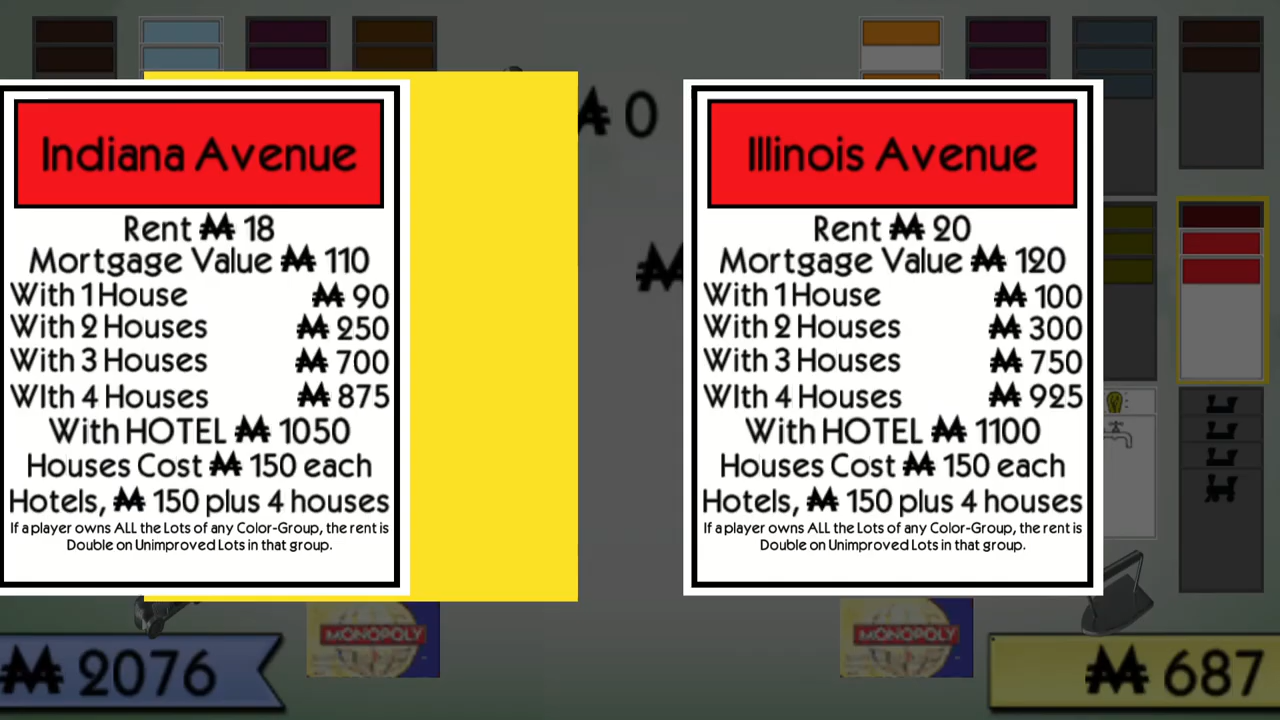 Indiana Avenue
Rent M 18
Mortgage Value M 110
With 1 House M 90
With 2 Houses M 250
With 3 Houses M 700
WIth 4 Houses M 875
With HOTEL M 1050
Houses Cost M 150 each
Hotels, M 150 plus 4 houses
If a player owns ALL the Lots of any Color-Group, the rent is
Double on Unimproved Lots in that group.
M 0
M
Illinois Avenue
Rent M 20
Mortgage Value M 120
With 1 House M 100
With 2 Houses M 300
With 3 Houses M 750
WIth 4 Houses M 925
With HOTEL M 1100
Houses Cost M 150 each
Hotels, M 150 plus 4 houses
If a player owns ALL the Lots of any Color-Group, the rent is
Double on Unimproved Lots in that group.
MONOPOLY
MONOPOLY
M 2076
M 687